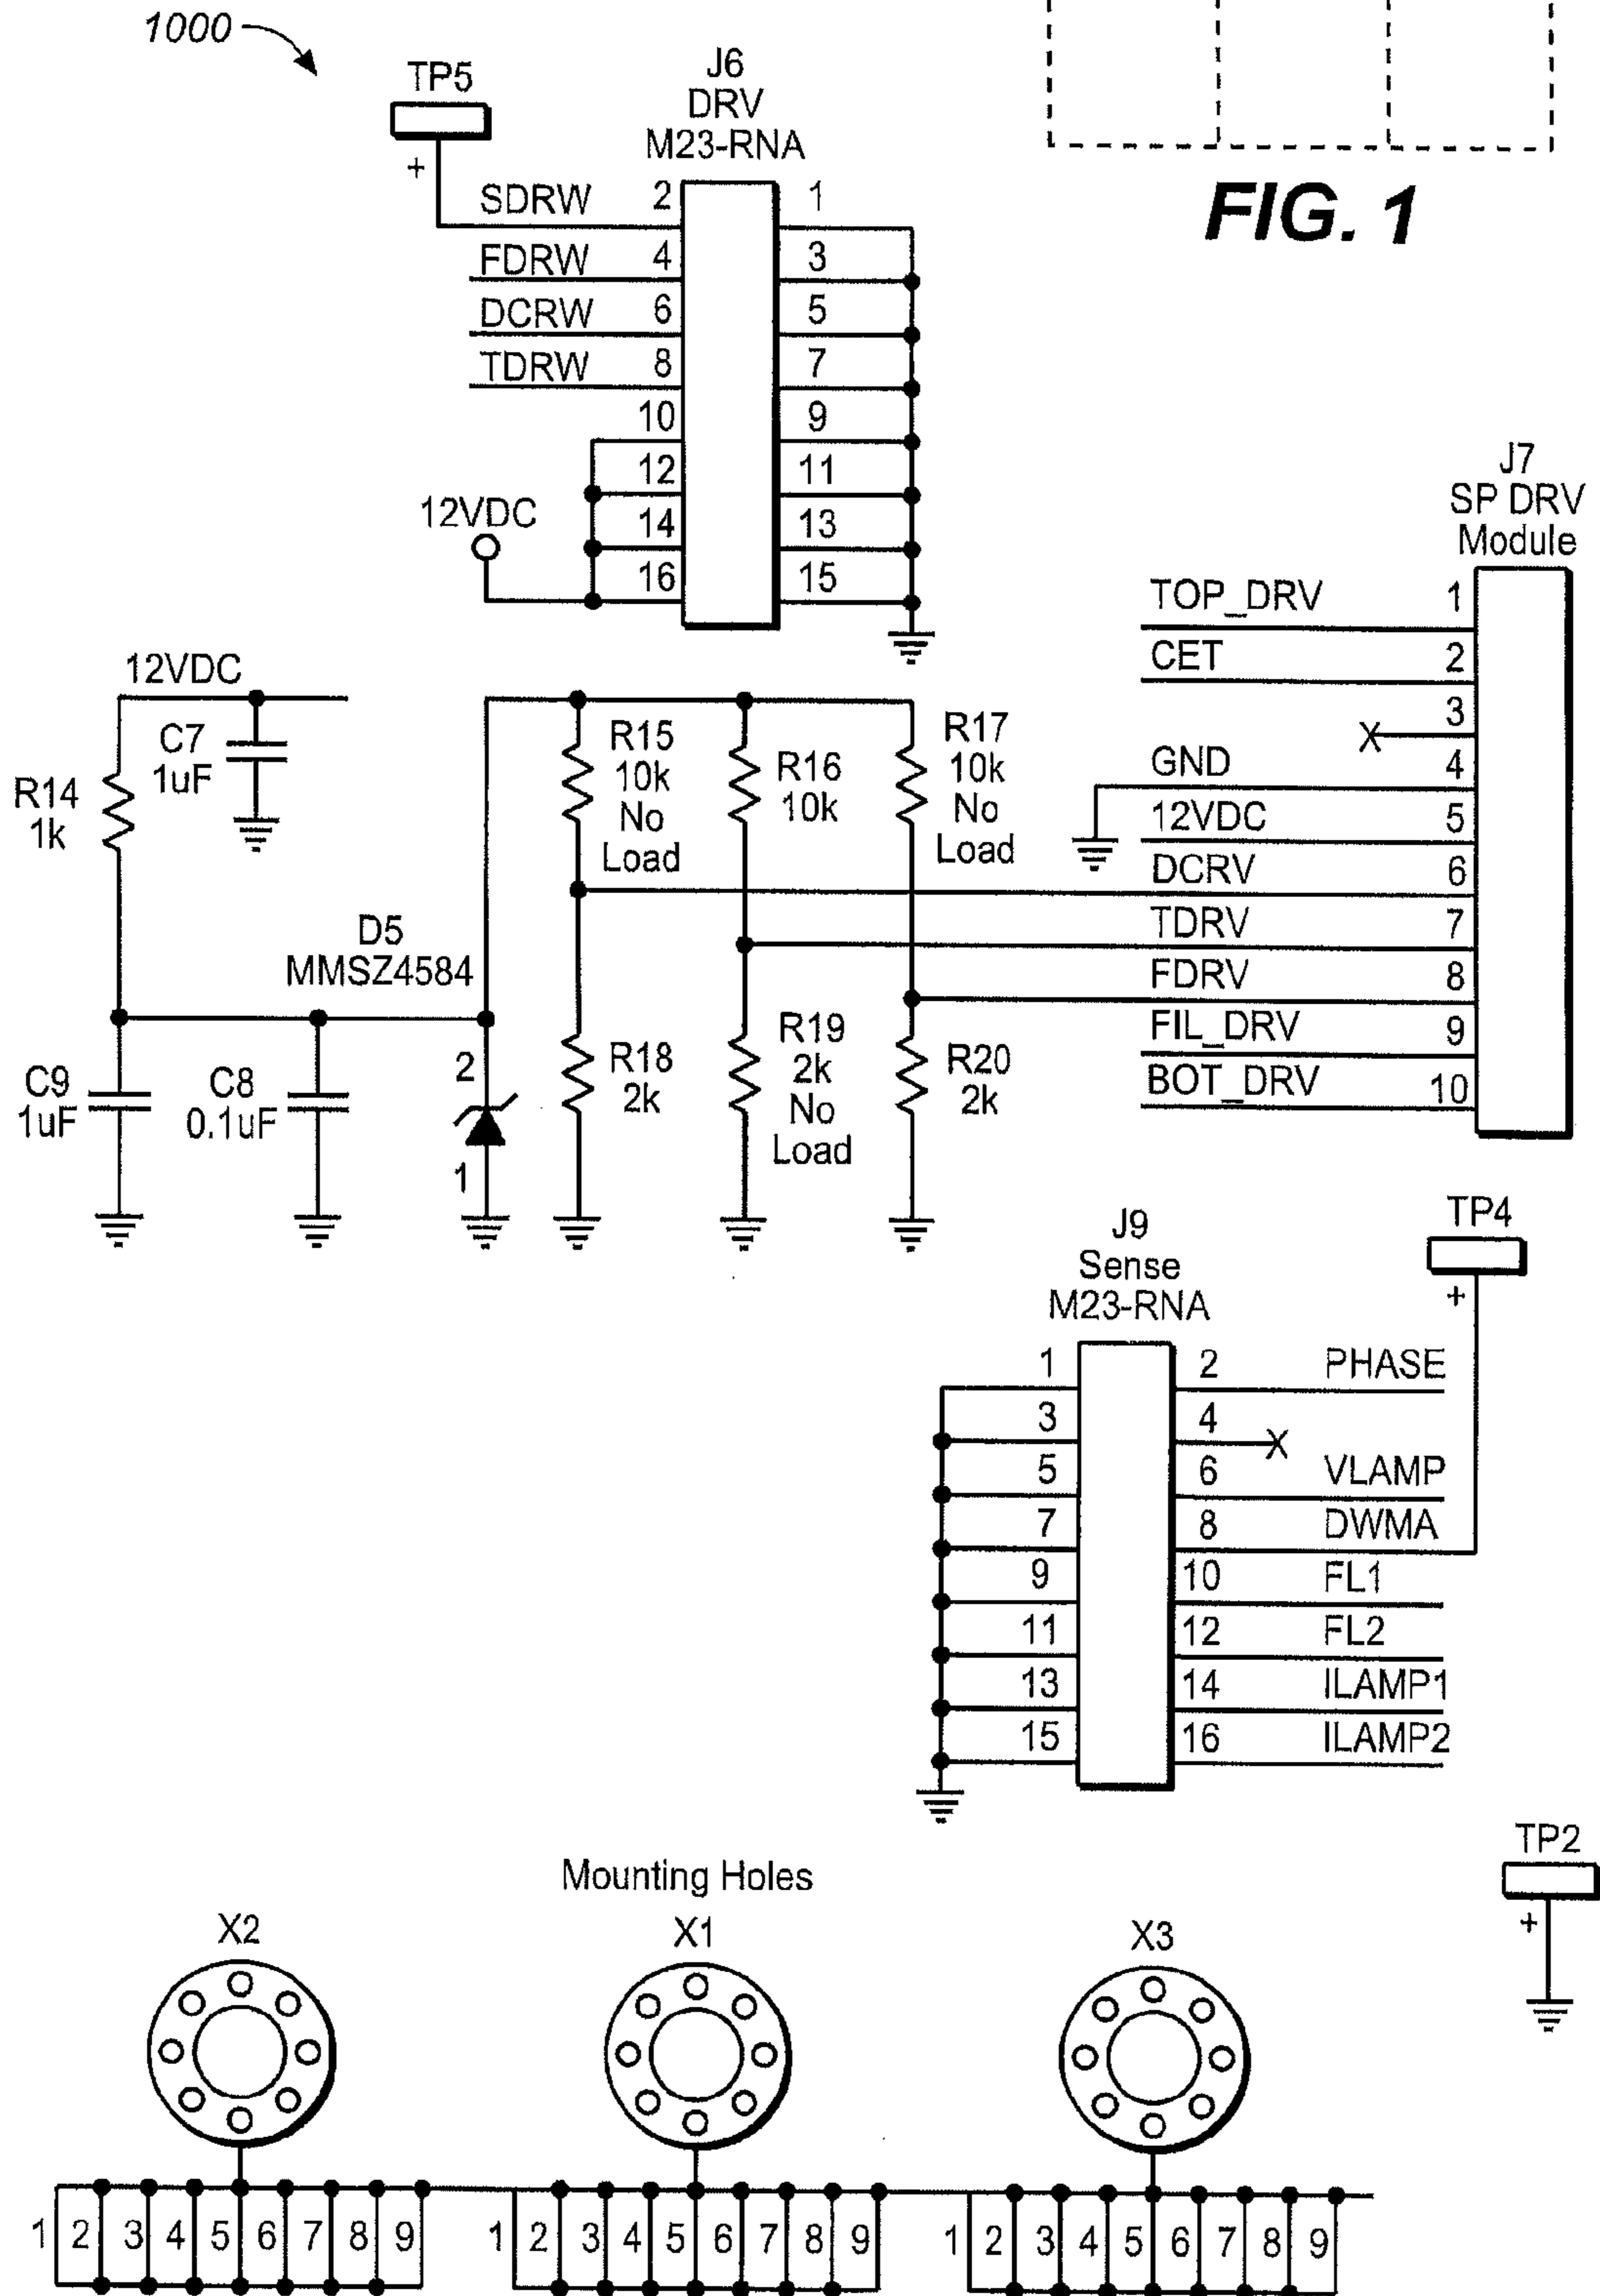 1000
TP5
+
J6
DRV
M23-RNA
SDRW 2 1
FDRW 4 3
DCRW 6 5
TDRW 8 7
10 9
12 11
12VDC 14 13
16 15
FIG. 1
J7
SP DRV
Module
TOP_DRV 1
CET 2
X 3
GND 4
12VDC 5
DCRV 6
TDRV 7
FDRV 8
FIL_DRV 9
BOT_DRV 10
12VDC
C7
1uF
R14
1k
R15
10k
No
Load
R16
10k
R17
10k
No
Load
D5
MMSZ4584
2
1
C9
1uF
C8
0.1uF
R18
2k
R19
2k
No
Load
R20
2k
TP4
+
J9
Sense
M23-RNA
1 2 PHASE
3 4 X
5 6 VLAMP
7 8 DWMA
9 10 FL1
11 12 FL2
13 14 ILAMP1
15 16 ILAMP2
TP2
+
Mounting Holes
X2 X1 X3
1 2 3 4 5 6 7 8 9 1 2 3 4 5 6 7 8 9 1 2 3 4 5 6 7 8 9